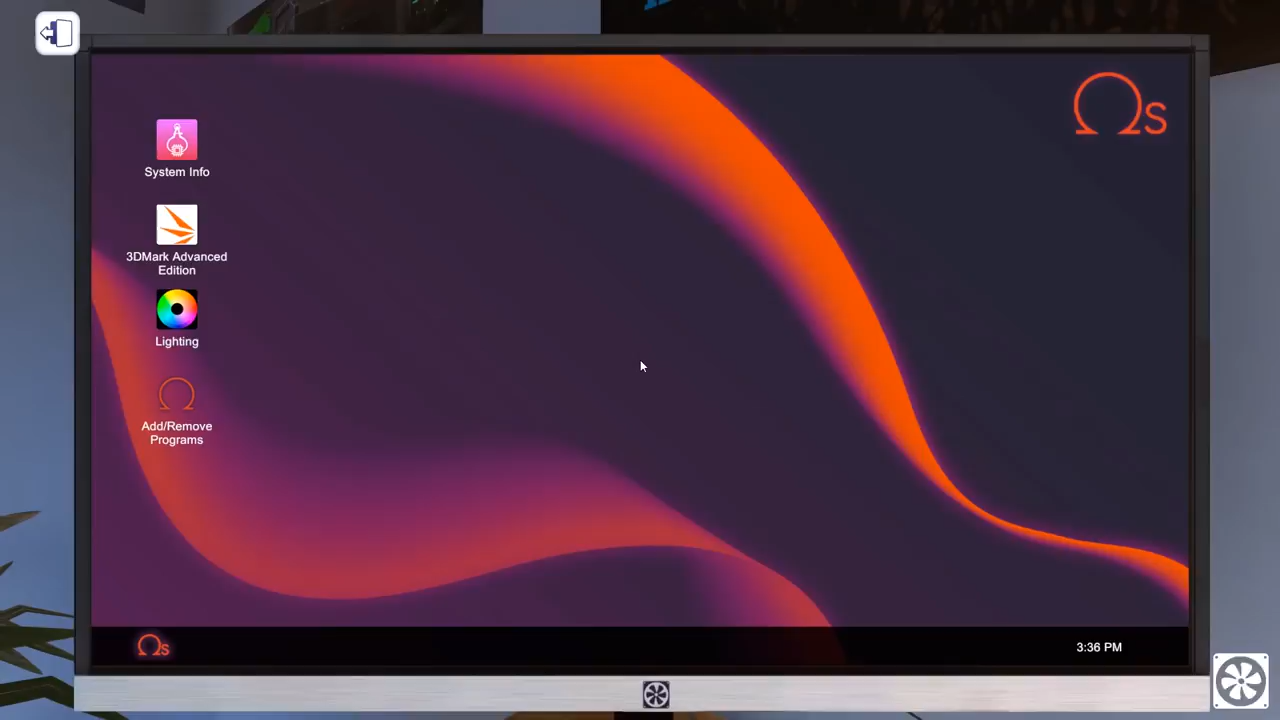 Ωs
System Info
3DMark Advanced
Edition
Lighting
Add/Remove
Programs
Ωs
3:36 PM